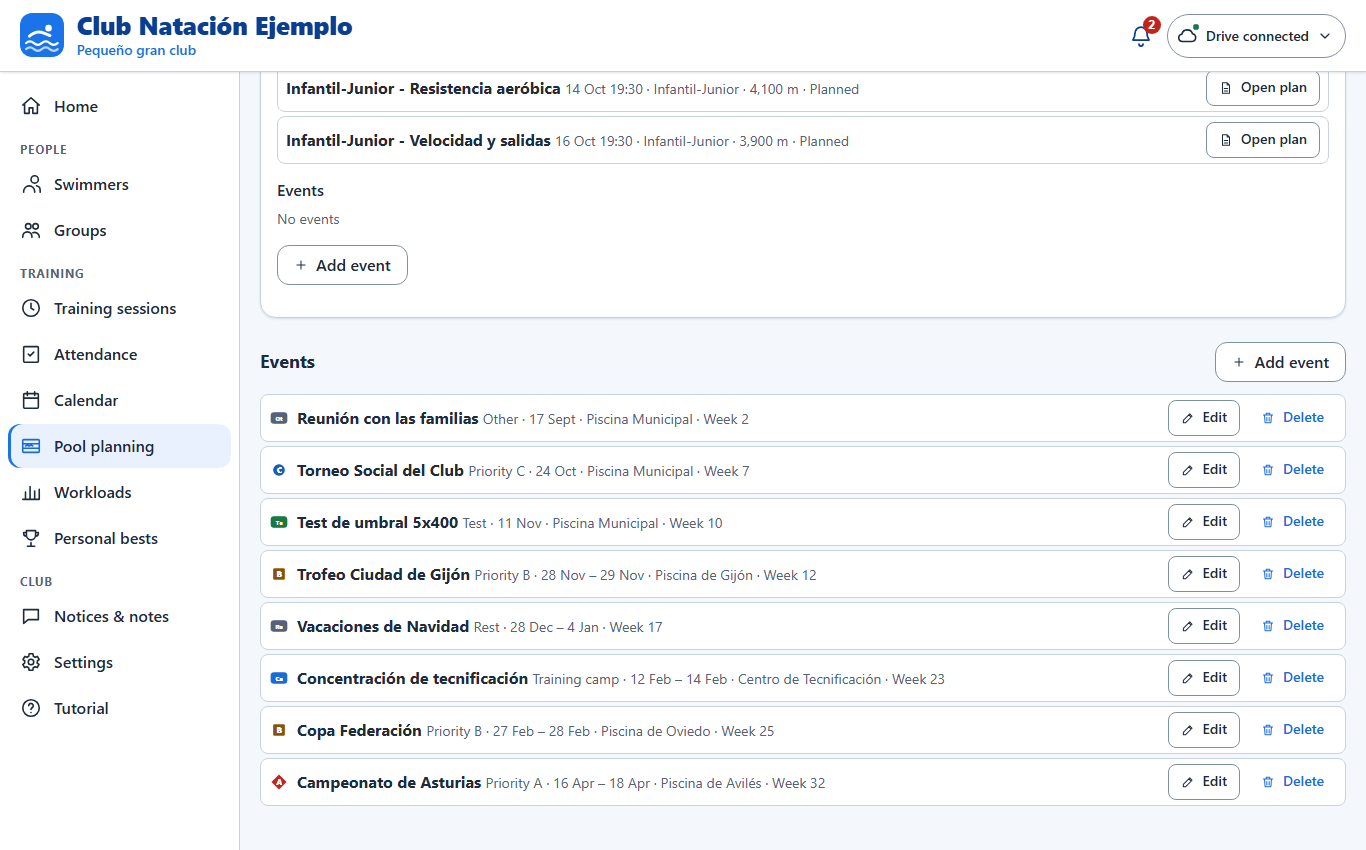 Club Natación Ejemplo
Pequeño gran club
2
Drive connected
Home
PEOPLE
Swimmers
Groups
TRAINING
Training sessions
Attendance
Calendar
Pool planning
Workloads
Personal bests
CLUB
Notices & notes
Settings
Tutorial
Infantil-Junior - Resistencia aeróbica 14 Oct 19:30 · Infantil-Junior · 4,100 m · Planned
Open plan
Infantil-Junior - Velocidad y salidas 16 Oct 19:30 · Infantil-Junior · 3,900 m · Planned
Open plan
Events
No events
+ Add event
Events
+ Add event
Ot Reunión con las familias Other · 17 Sept · Piscina Municipal · Week 2 Edit Delete
C Torneo Social del Club Priority C · 24 Oct · Piscina Municipal · Week 7 Edit Delete
Te Test de umbral 5x400 Test · 11 Nov · Piscina Municipal · Week 10 Edit Delete
B Trofeo Ciudad de Gijón Priority B · 28 Nov – 29 Nov · Piscina de Gijón · Week 12 Edit Delete
Re Vacaciones de Navidad Rest · 28 Dec – 4 Jan · Week 17 Edit Delete
Ca Concentración de tecnificación Training camp · 12 Feb – 14 Feb · Centro de Tecnificación · Week 23 Edit Delete
B Copa Federación Priority B · 27 Feb – 28 Feb · Piscina de Oviedo · Week 25 Edit Delete
A Campeonato de Asturias Priority A · 16 Apr – 18 Apr · Piscina de Avilés · Week 32 Edit Delete